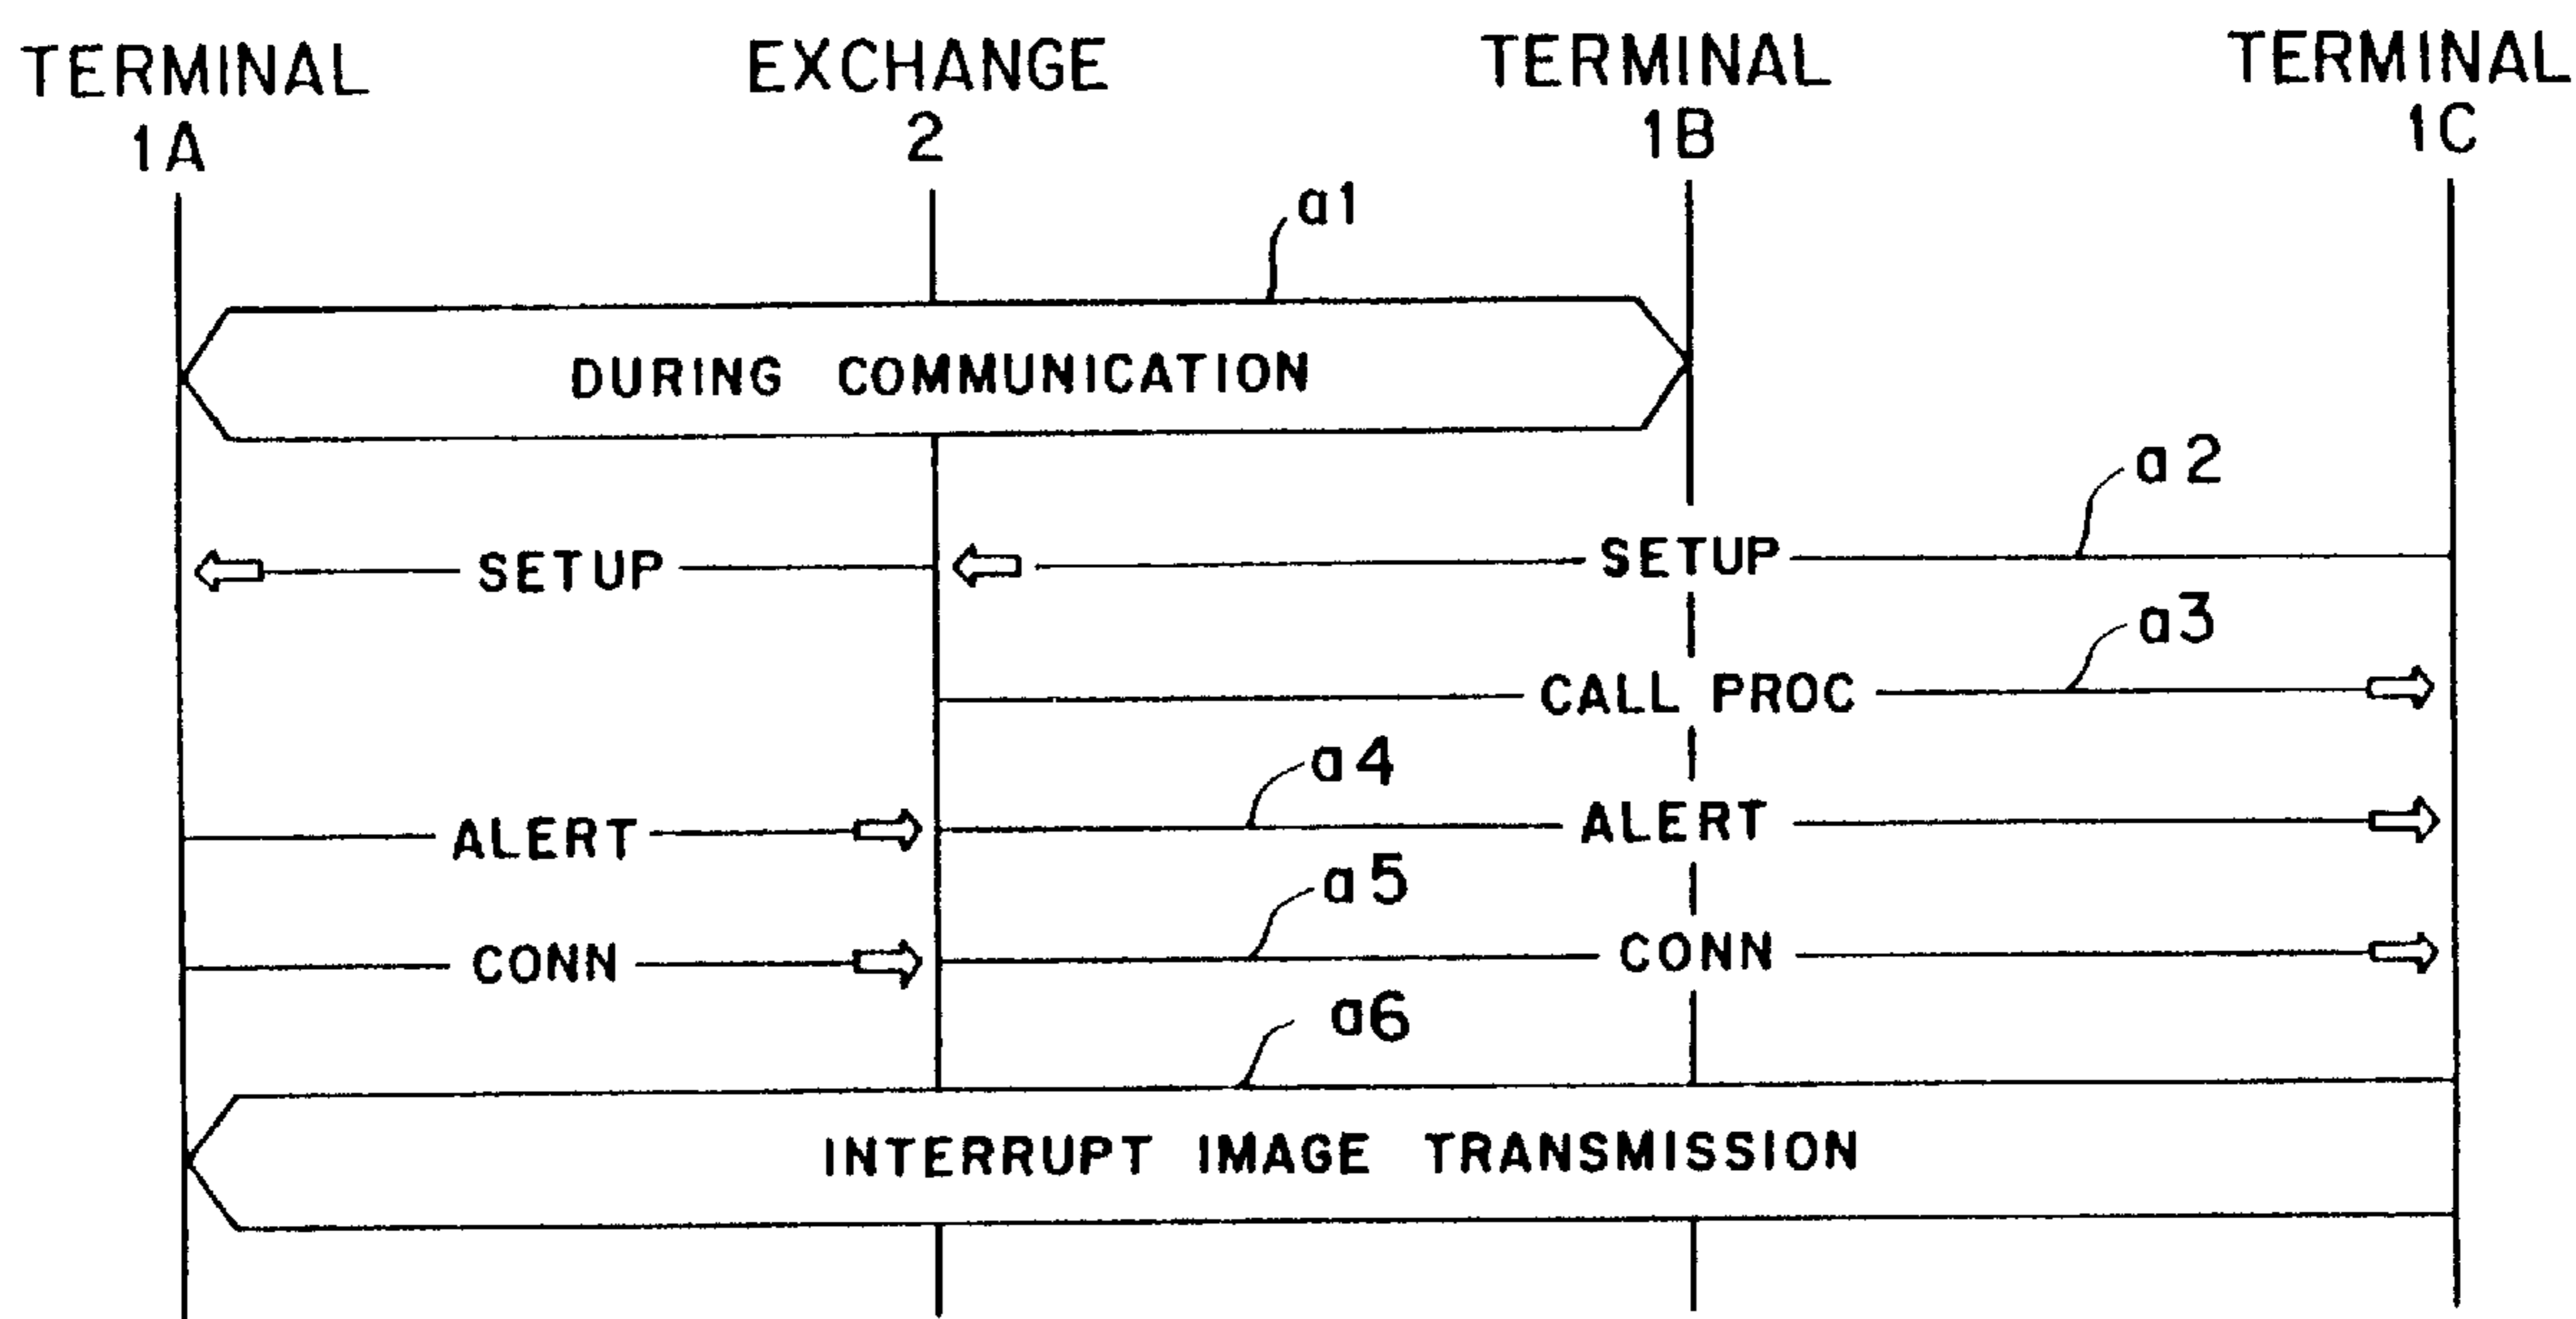 TERMINAL
1A
EXCHANGE
2
TERMINAL
1B
TERMINAL
1C
a1
DURING COMMUNICATION
a2
SETUP
SETUP
a3
CALL PROC
a4
ALERT
ALERT
a5
CONN
CONN
a6
INTERRUPT IMAGE TRANSMISSION